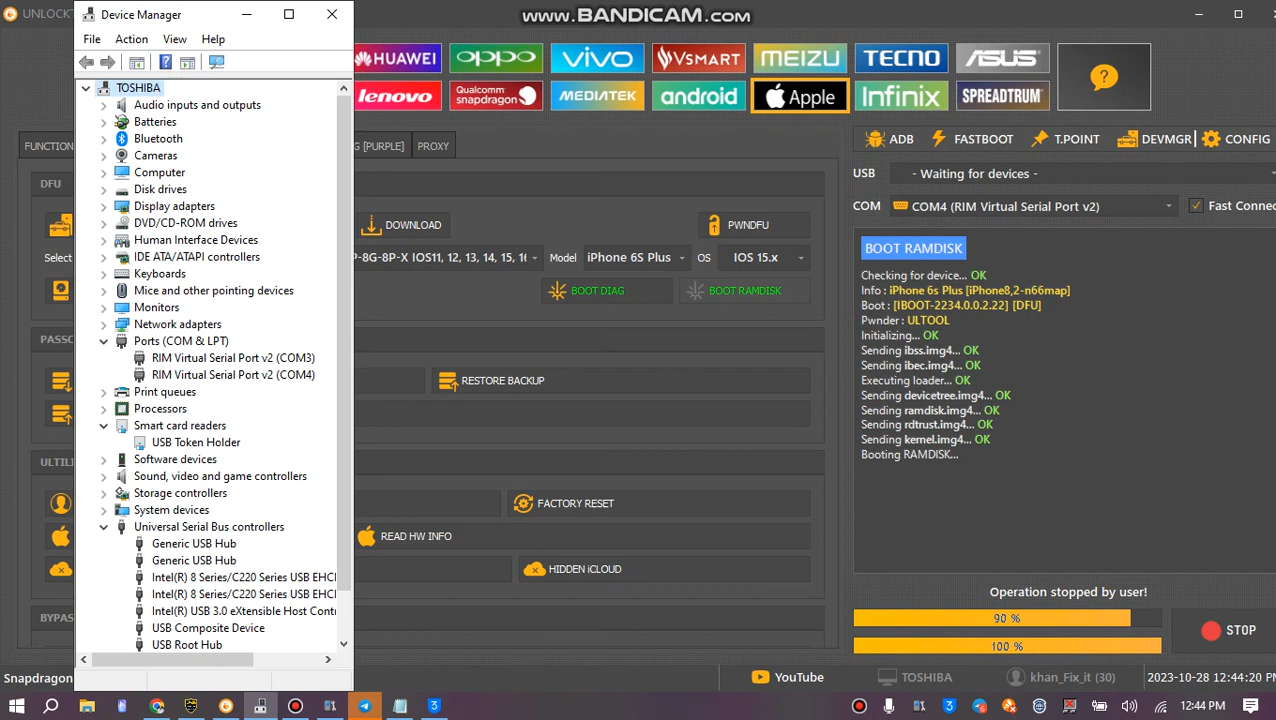 UNLOCKT
Device Manager
www.BANDICAM.com
File Action View Help
HUAWEI oppo vivo VSMART MEIZU TECNO ASUS ?
lenovo Qualcomm snapdragon MEDIATEK android Apple Infinix SPREADTRUM
TOSHIBA
Audio inputs and outputs
Batteries
Bluetooth
Cameras
Computer
Disk drives
Display adapters
DVD/CD-ROM drives
Human Interface Devices
IDE ATA/ATAPI controllers
Keyboards
Mice and other pointing devices
Monitors
Network adapters
Ports (COM & LPT)
RIM Virtual Serial Port v2 (COM3)
RIM Virtual Serial Port v2 (COM4)
Print queues
Processors
Smart card readers
USB Token Holder
Software devices
Sound, video and game controllers
Storage controllers
System devices
Universal Serial Bus controllers
Generic USB Hub
Generic USB Hub
Intel(R) 8 Series/C220 Series USB EHCI
Intel(R) 8 Series/C220 Series USB EHCI
Intel(R) USB 3.0 eXtensible Host Contr
USB Composite Device
USB Root Hub
FUNCTION
G [PURPLE] PROXY
DFU
DOWNLOAD PWNDFU
Select P-8G-8P-X IOS11, 12, 13, 14, 15, 16 Model iPhone 6S Plus OS IOS 15.x
BOOT DIAG BOOT RAMDISK
PASSC
RESTORE BACKUP
ULTILI
FACTORY RESET
READ HW INFO
HIDDEN iCLOUD
BYPAS
ADB FASTBOOT T.POINT DEVMGR CONFIG
USB - Waiting for devices -
COM COM4 (RIM Virtual Serial Port v2) Fast Connec
BOOT RAMDISK
Checking for device... OK
Info : iPhone 6s Plus [iPhone8,2-n66map]
Boot : [IBOOT-2234.0.0.2.22] [DFU]
Pwnder : ULTOOL
Initializing... OK
Sending ibss.img4... OK
Sending ibec.img4... OK
Executing loader... OK
Sending devicetree.img4... OK
Sending ramdisk.img4... OK
Sending rdtrust.img4... OK
Sending kernel.img4... OK
Booting RAMDISK...
Operation stopped by user!
90 %
100 %
STOP
Snapdragon YouTube TOSHIBA khan_Fix_it (30) 2023-10-28 12:44:20 PM
12:44 PM